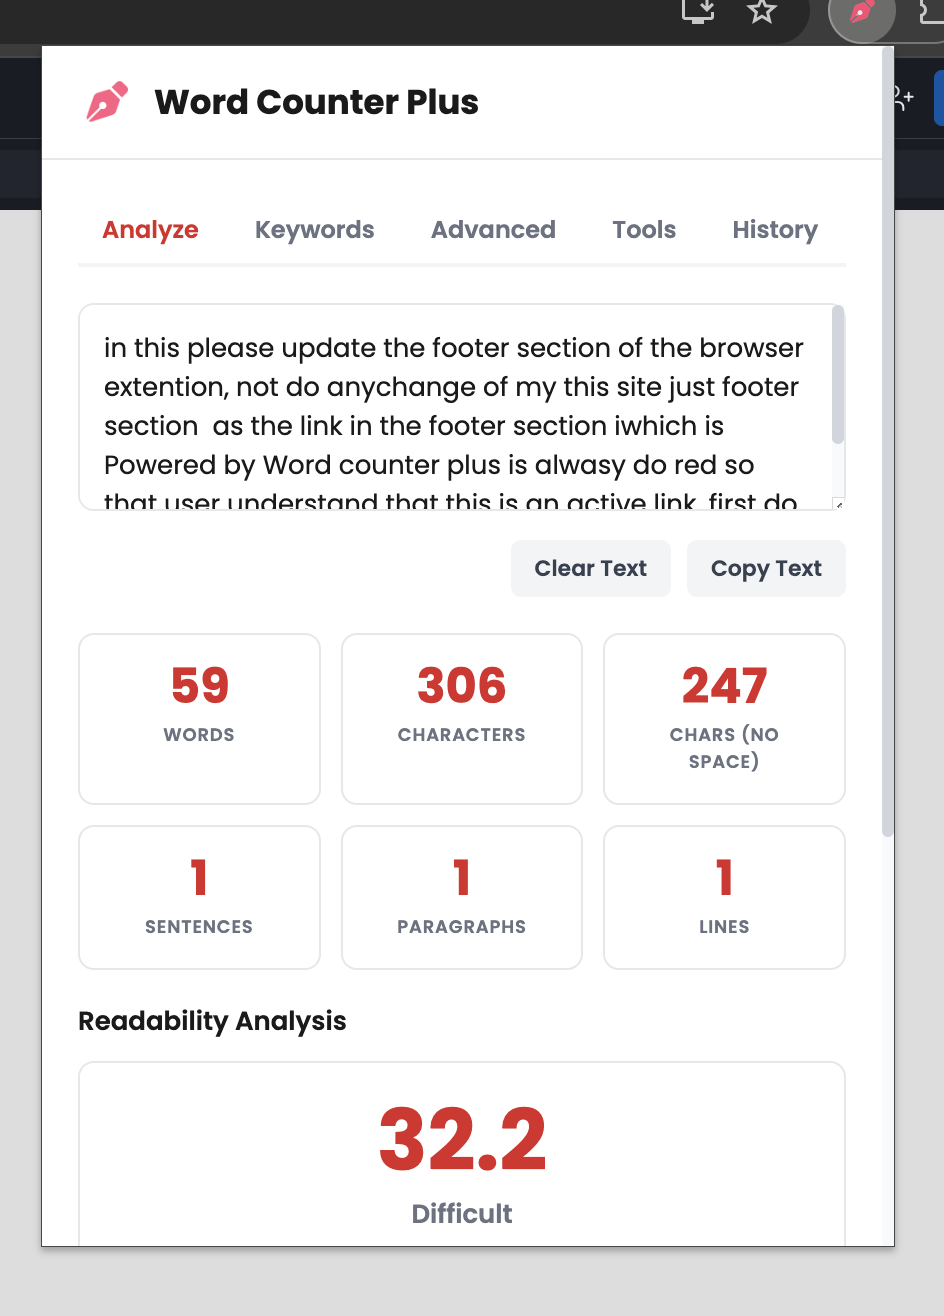 Word Counter Plus
Analyze Keywords Advanced Tools History
in this please update the footer section of the browser
extention, not do anychange of my this site just footer
section  as the link in the footer section iwhich is
Powered by Word counter plus is alwasy do red so
that user understand that this is an active link, first do
Clear Text Copy Text
59 306 247
WORDS CHARACTERS CHARS (NO
SPACE)
1 1 1
SENTENCES PARAGRAPHS LINES
Readability Analysis
32.2
Difficult